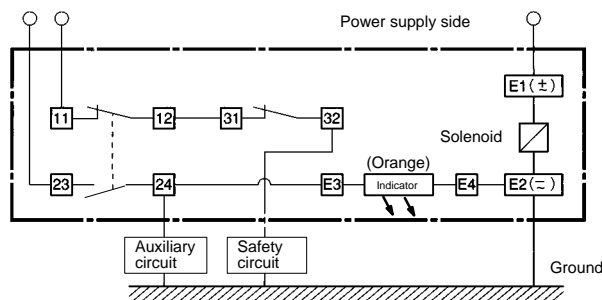 Power supply side
E1(±)
11
12
31
32
Solenoid
(Orange)
23
24
E3
Indicator
E4
E2(≂)
Auxiliary
circuit
Safety
circuit
Ground